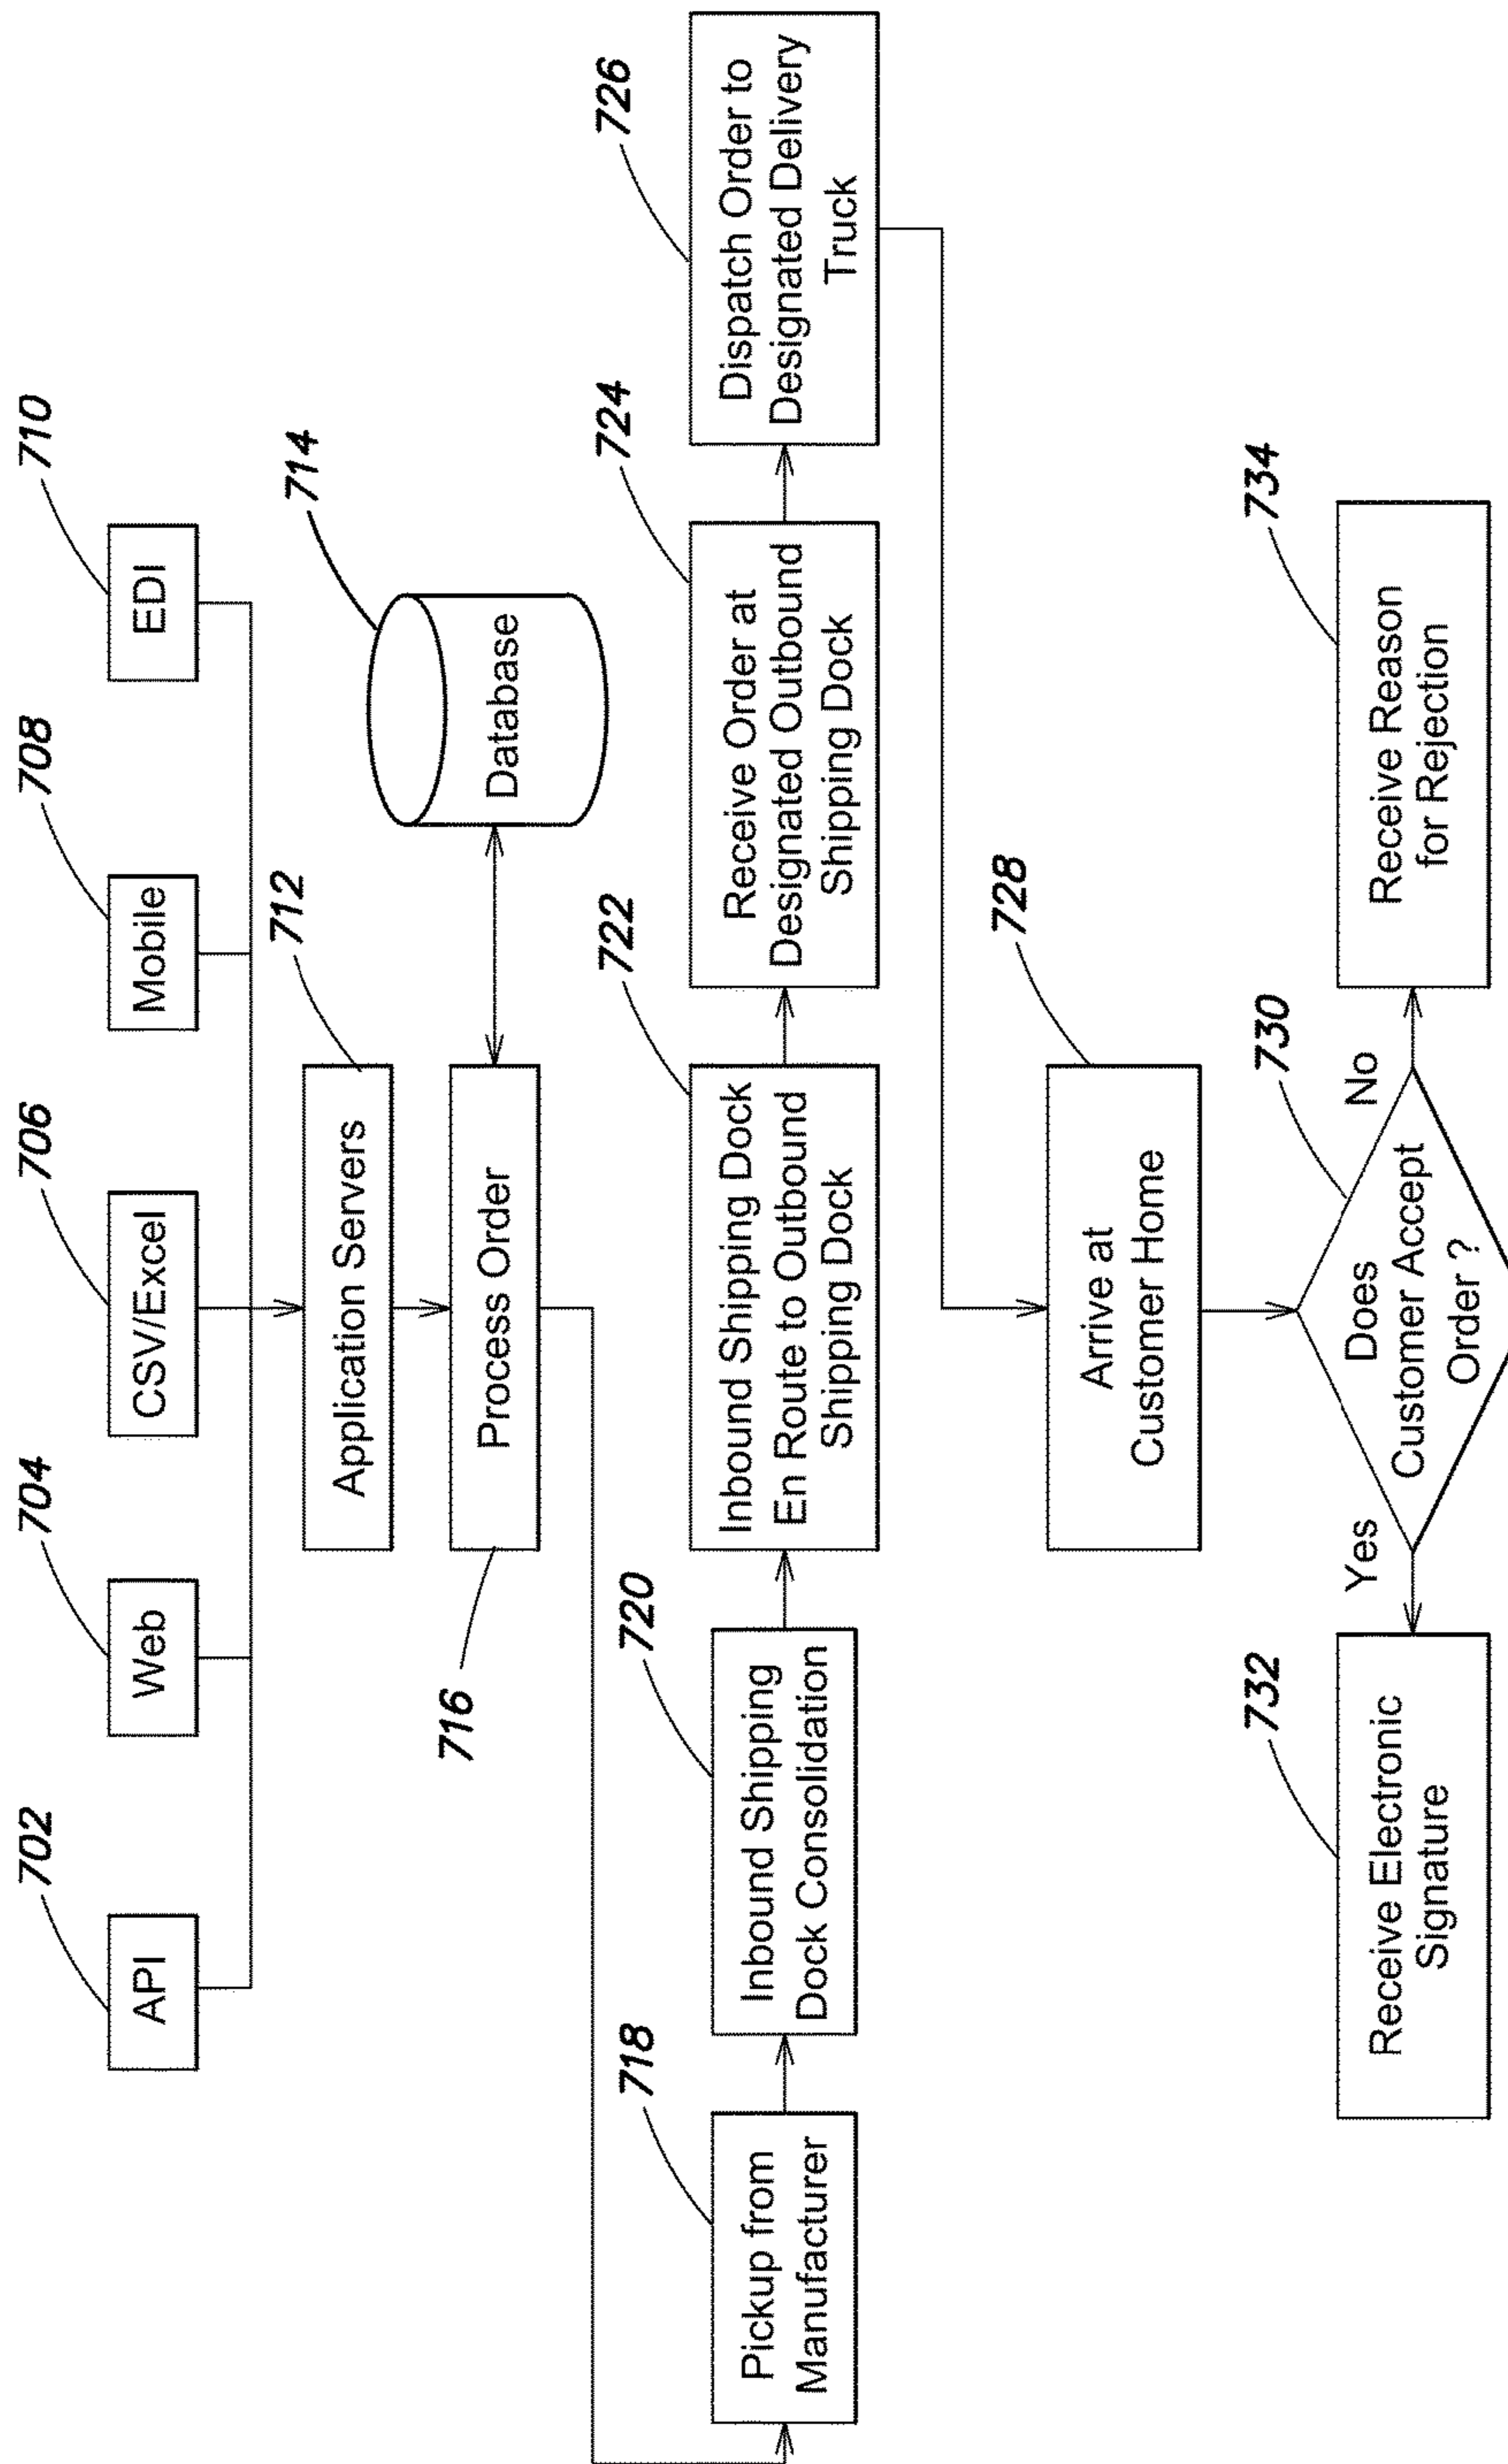 702
704
706
708
710
API
Web
CSV/Excel
Mobile
EDI
712
Application Servers
714
Database
716
Process Order
718
Pickup from
Manufacturer
720
Inbound Shipping
Dock Consolidation
722
Inbound Shipping Dock
En Route to Outbound
Shipping Dock
724
Receive Order at
Designated Outbound
Shipping Dock
726
Dispatch Order to
Designated Delivery
Truck
728
Arrive at
Customer Home
730
Does
Customer Accept
Order ?
Yes
No
732
Receive Electronic
Signature
734
Receive Reason
for Rejection